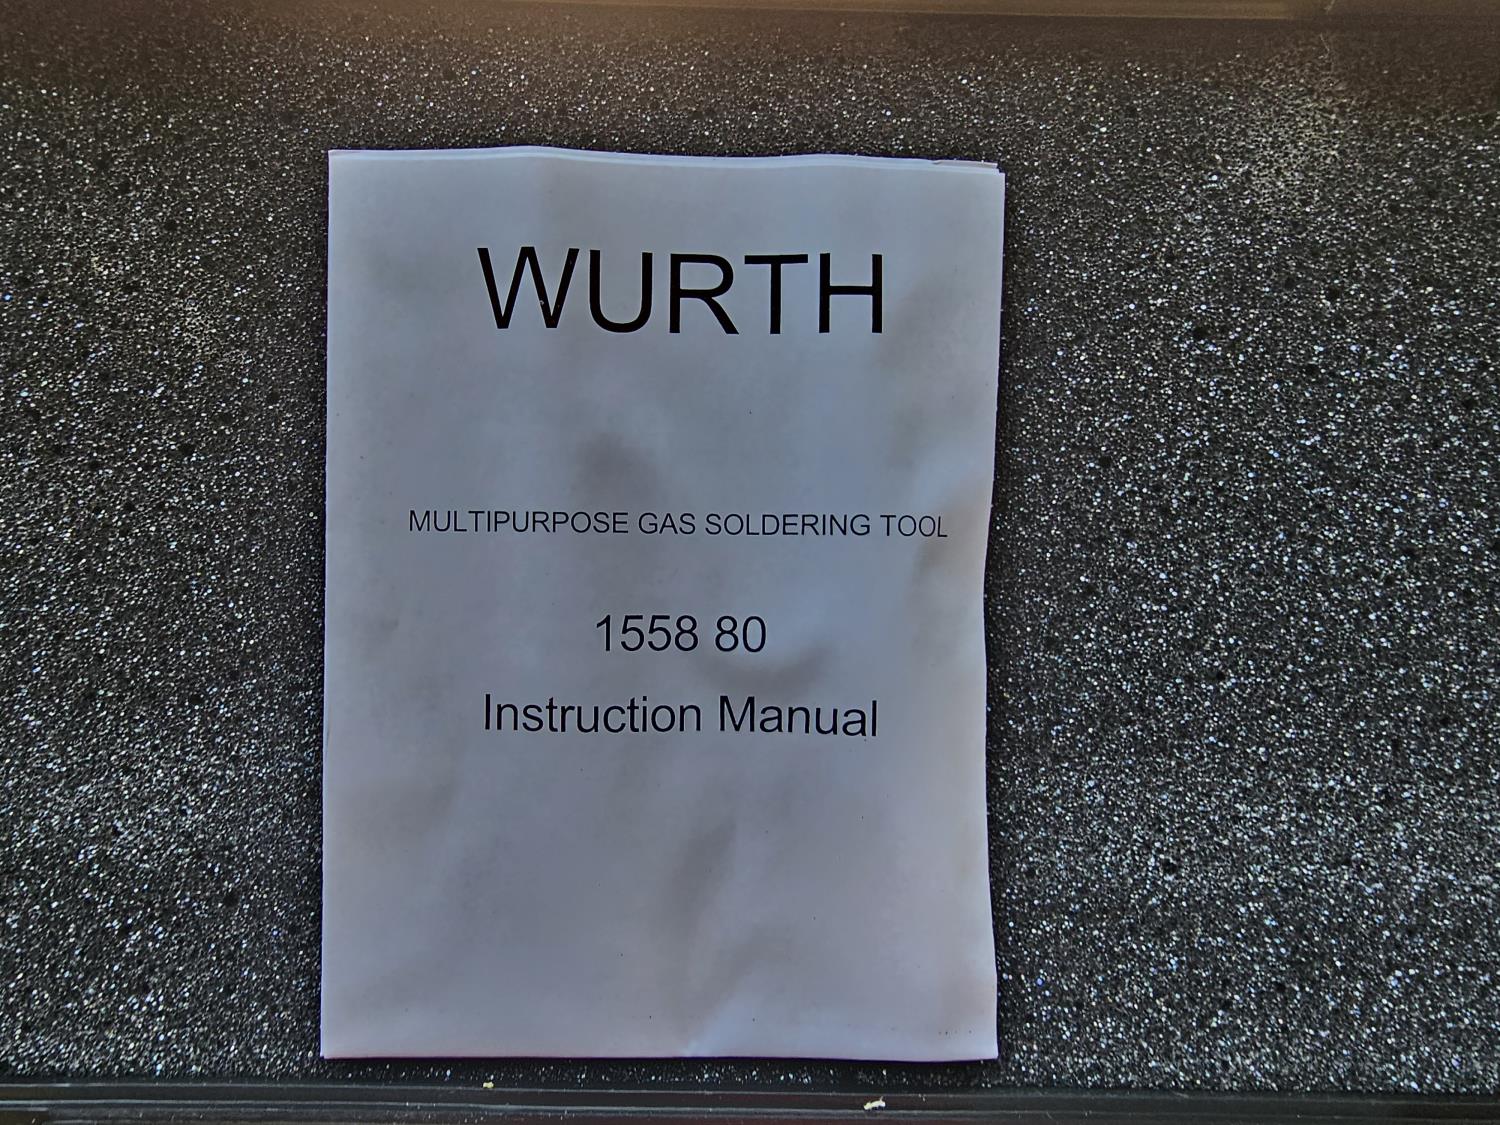 WURTH
MULTIPURPOSE GAS SOLDERING TOOL
1558 80
Instruction Manual